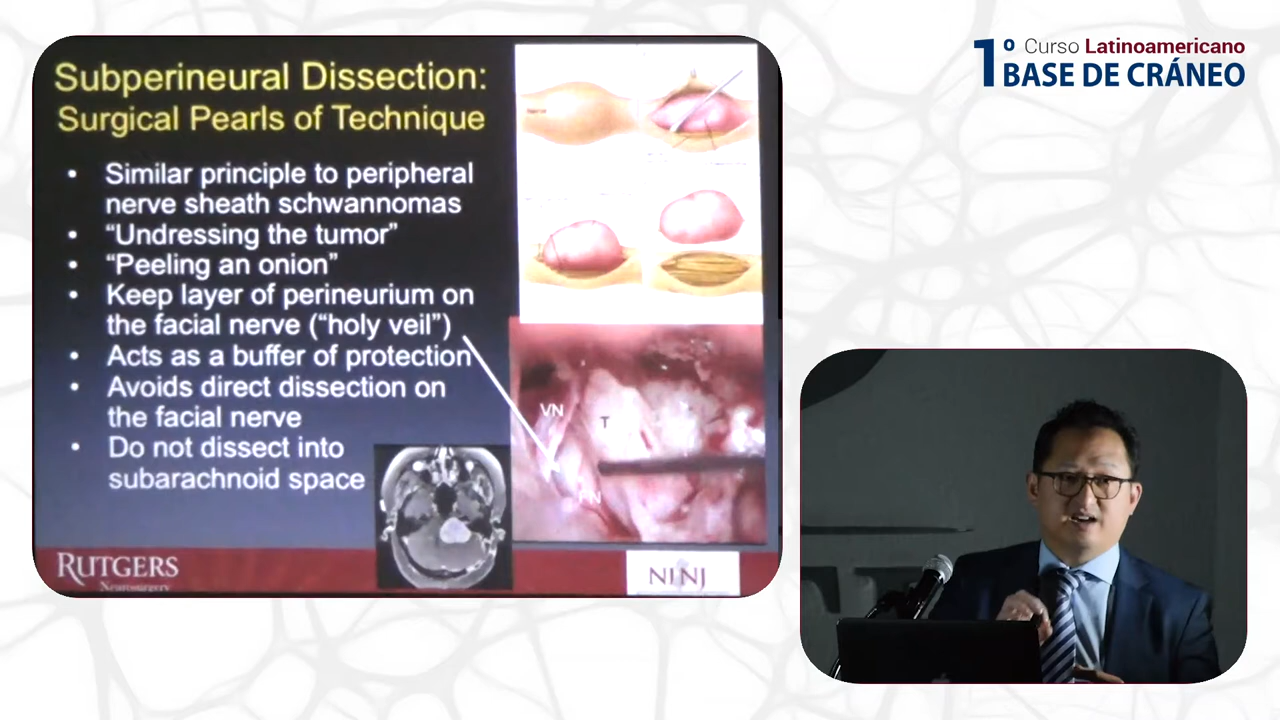 1º Curso Latinoamericano
BASE DE CRÁNEO
Subperineural Dissection:
Surgical Pearls of Technique
• Similar principle to peripheral
nerve sheath schwannomas
• “Undressing the tumor”
• “Peeling an onion”
• Keep layer of perineurium on
the facial nerve (“holy veil”)
• Acts as a buffer of protection
• Avoids direct dissection on
the facial nerve
• Do not dissect into
subarachnoid space
VN
T
FN
RUTGERS
Neurosurgery